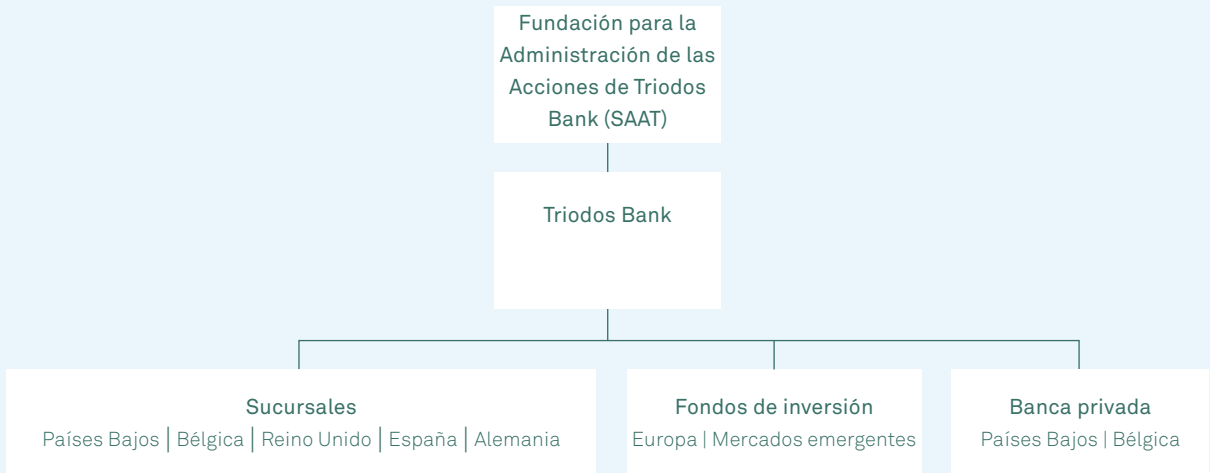 Fundación para la
Administración de las
Acciones de Triodos
Bank (SAAT)
Triodos Bank
Sucursales
Países Bajos | Bélgica | Reino Unido | España | Alemania
Fondos de inversión
Europa | Mercados emergentes
Banca privada
Países Bajos | Bélgica